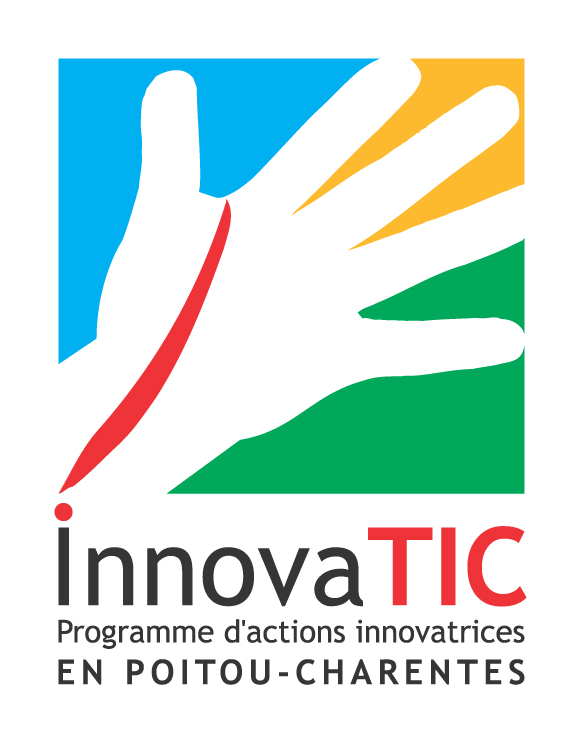 innovaTIC
Programme d'actions innovatrices
EN POITOU-CHARENTES